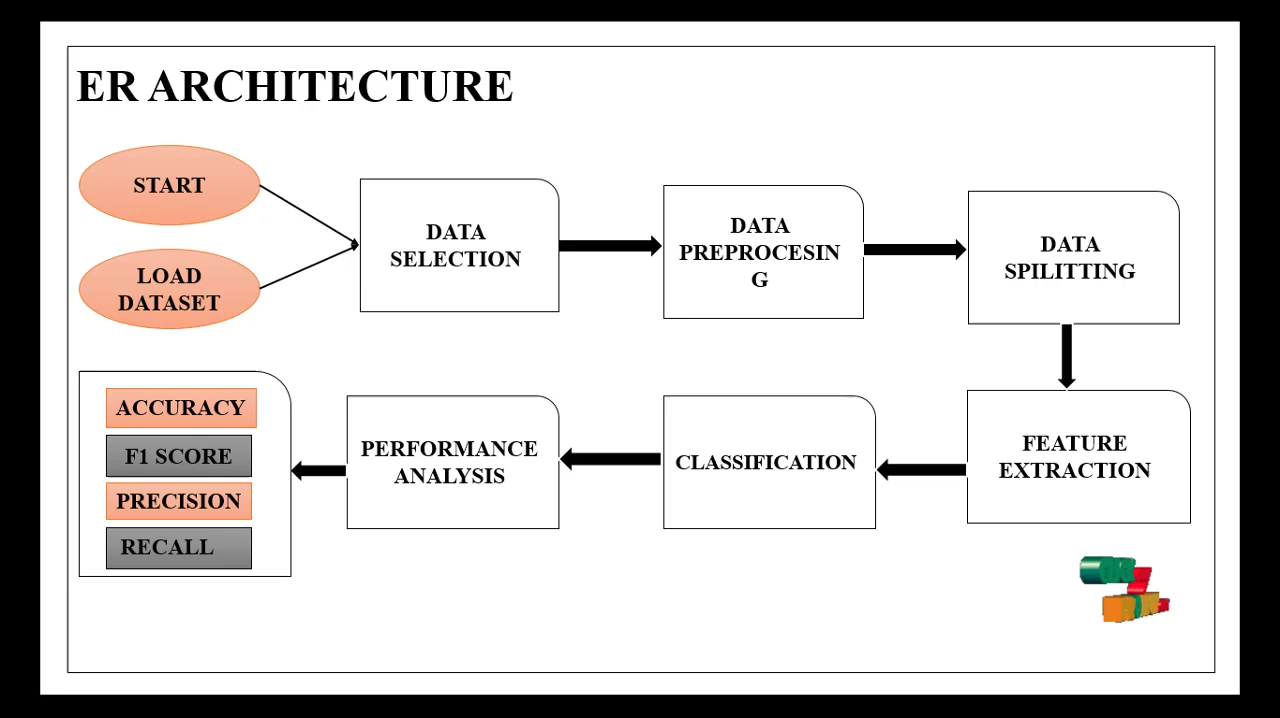 ER ARCHITECTURE
START
LOAD
DATASET
DATA
SELECTION
DATA
PREPROCESIN
G
DATA
SPILITTING
FEATURE
EXTRACTION
CLASSIFICATION
PERFORMANCE
ANALYSIS
ACCURACY
F1 SCORE
PRECISION
RECALL